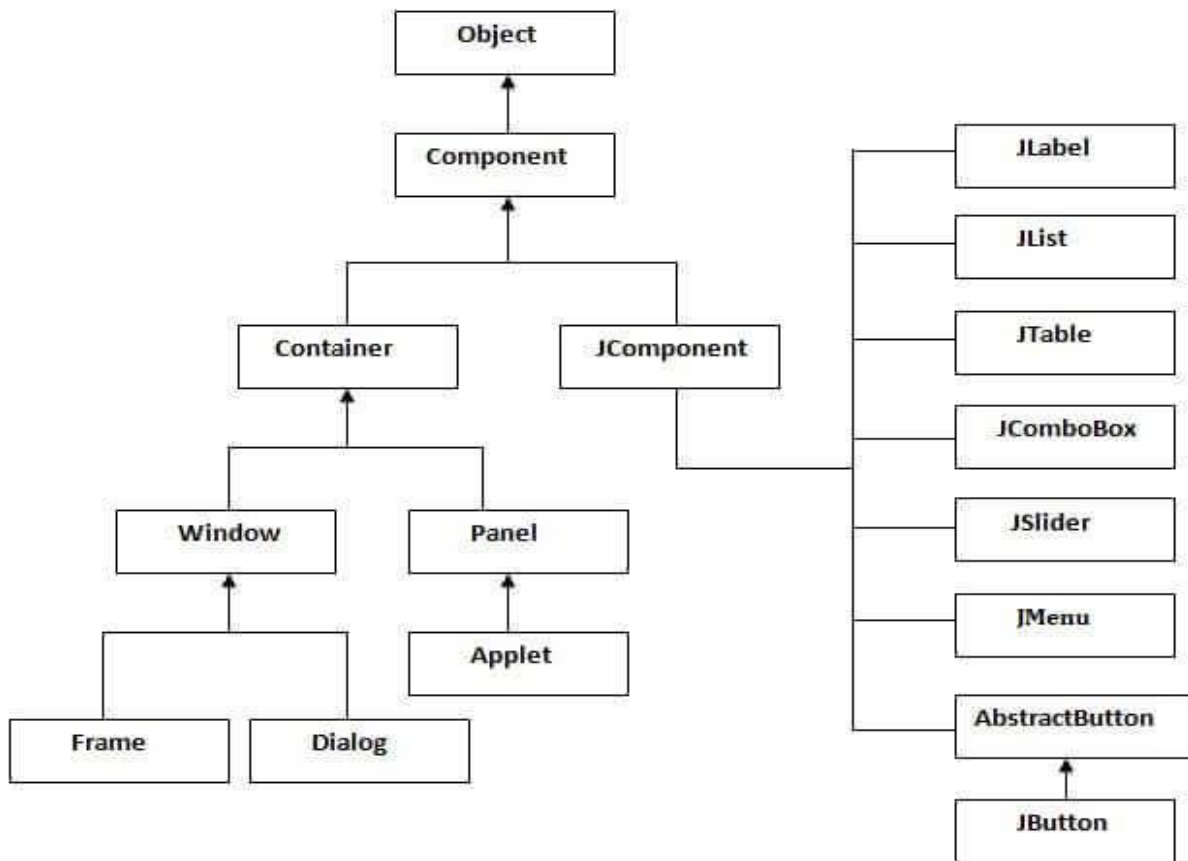 Object
Component
Container
JComponent
Window
Panel
Applet
Frame
Dialog
JLabel
JList
JTable
JComboBox
JSlider
JMenu
AbstractButton
JButton